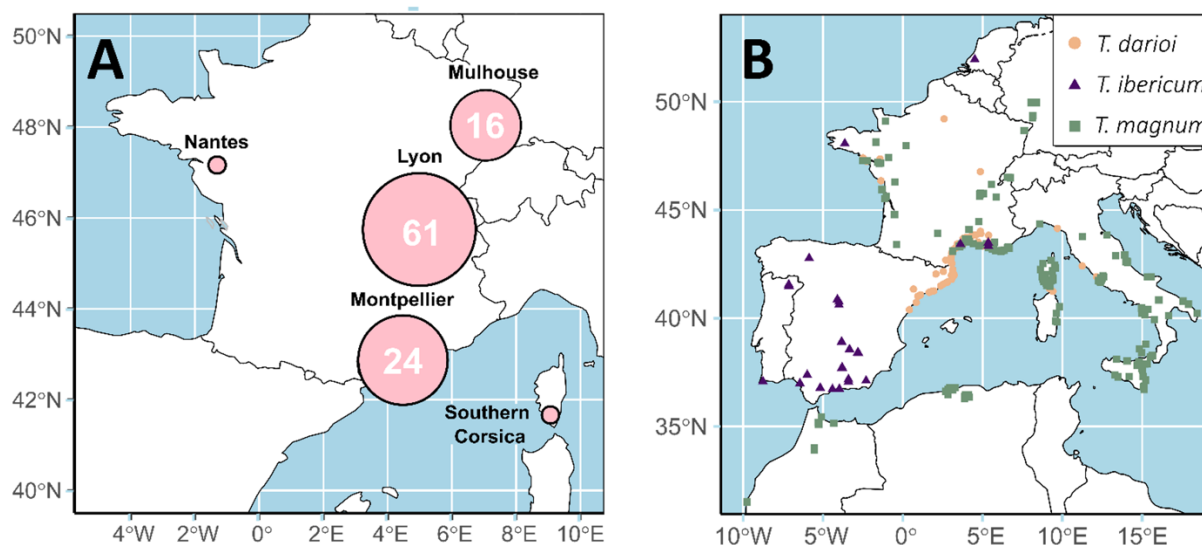 A
50°N
48°N
46°N
44°N
42°N
40°N
4°W
2°W
0°
2°E
4°E
6°E
8°E
10°E
Mulhouse
16
Nantes
Lyon
61
Montpellier
24
Southern
Corsica
B
50°N
45°N
40°N
35°N
10°W
5°W
0°
5°E
10°E
15°E
T. darioi
T. ibericum
T. magnum